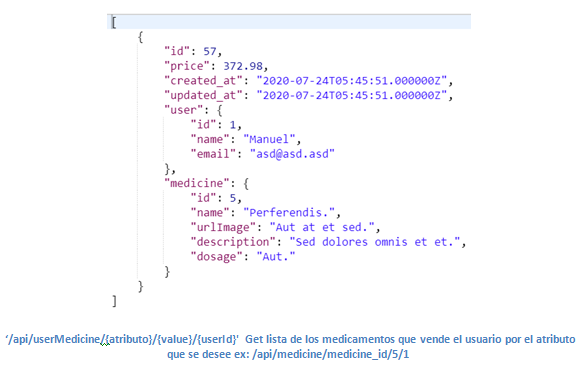 [
{
"id": 57,
"price": 372.98,
"created_at": "2020-07-24T05:45:51.000000Z",
"updated_at": "2020-07-24T05:45:51.000000Z",
"user": {
"id": 1,
"name": "Manuel",
"email": "asd@asd.asd"
},
"medicine": {
"id": 5,
"name": "Perferendis.",
"urlImage": "Aut at et sed.",
"description": "Sed dolores omnis et et.",
"dosage": "Aut."
}
}
]
‘/api/userMedicine/{atributo}/{value}/{userId}’ Get lista de los medicamentos que vende el usuario por el atributo
que se desee ex: /api/medicine/medicine_id/5/1